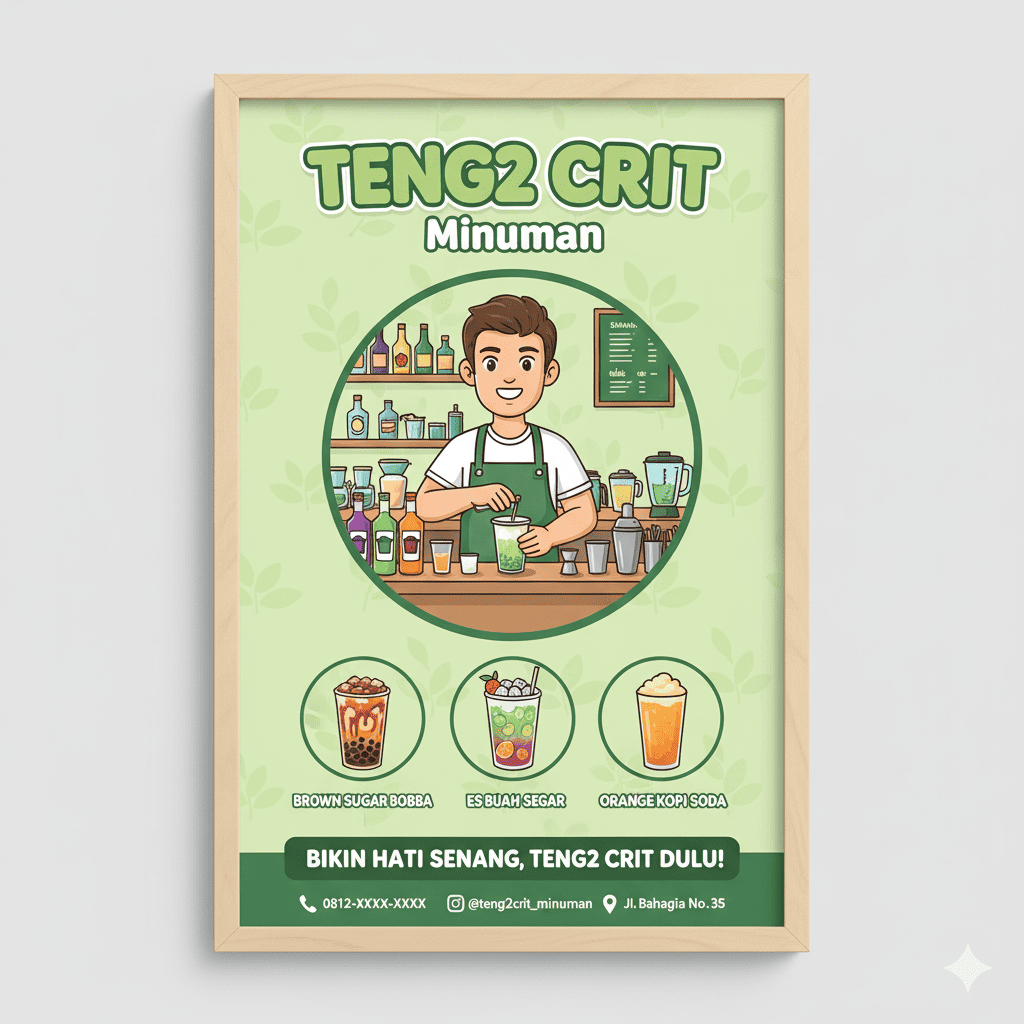 TENG2 CRIT
Minuman
BROWN SUGAR BOBBA
ES BUAH SEGAR
ORANGE KOPI SODA
BIKIN HATI SENANG, TENG2 CRIT DULU!
0812-XXXX-XXXX @teng2crit_minuman Jl. Bahagia No. 35